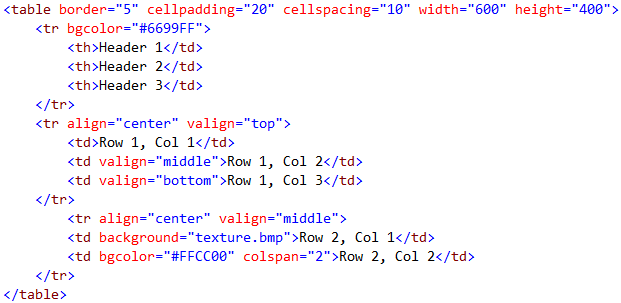 <table border="5" cellpadding="20" cellspacing="10" width="600" height="400">
    <tr bgcolor="#6699FF">
        <th>Header 1</td>
        <th>Header 2</td>
        <th>Header 3</td>
    </tr>
    <tr align="center" valign="top">
        <td>Row 1, Col 1</td>
        <td valign="middle">Row 1, Col 2</td>
        <td valign="bottom">Row 1, Col 3</td>
    </tr>
        <tr align="center" valign="middle">
        <td background="texture.bmp">Row 2, Col 1</td>
        <td bgcolor="#FFCC00" colspan="2">Row 2, Col 2</td>
    </tr>
</table>